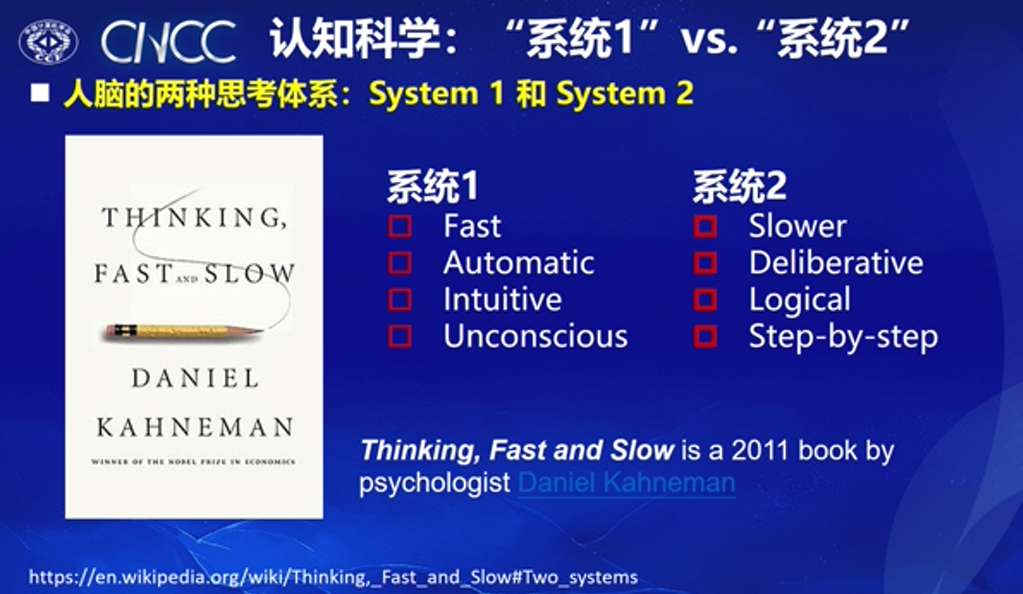 CNCC
认知科学：“系统1”vs.“系统2”
人脑的两种思考体系：System 1 和 System 2
THINKING,
FAST AND SLOW
DANIEL
KAHNEMAN
WINNER OF THE NOBEL PRIZE IN ECONOMICS
系统1
Fast
Automatic
Intuitive
Unconscious
系统2
Slower
Deliberative
Logical
Step-by-step
Thinking, Fast and Slow is a 2011 book by
psychologist Daniel Kahneman
https://en.wikipedia.org/wiki/Thinking,_Fast_and_Slow#Two_systems